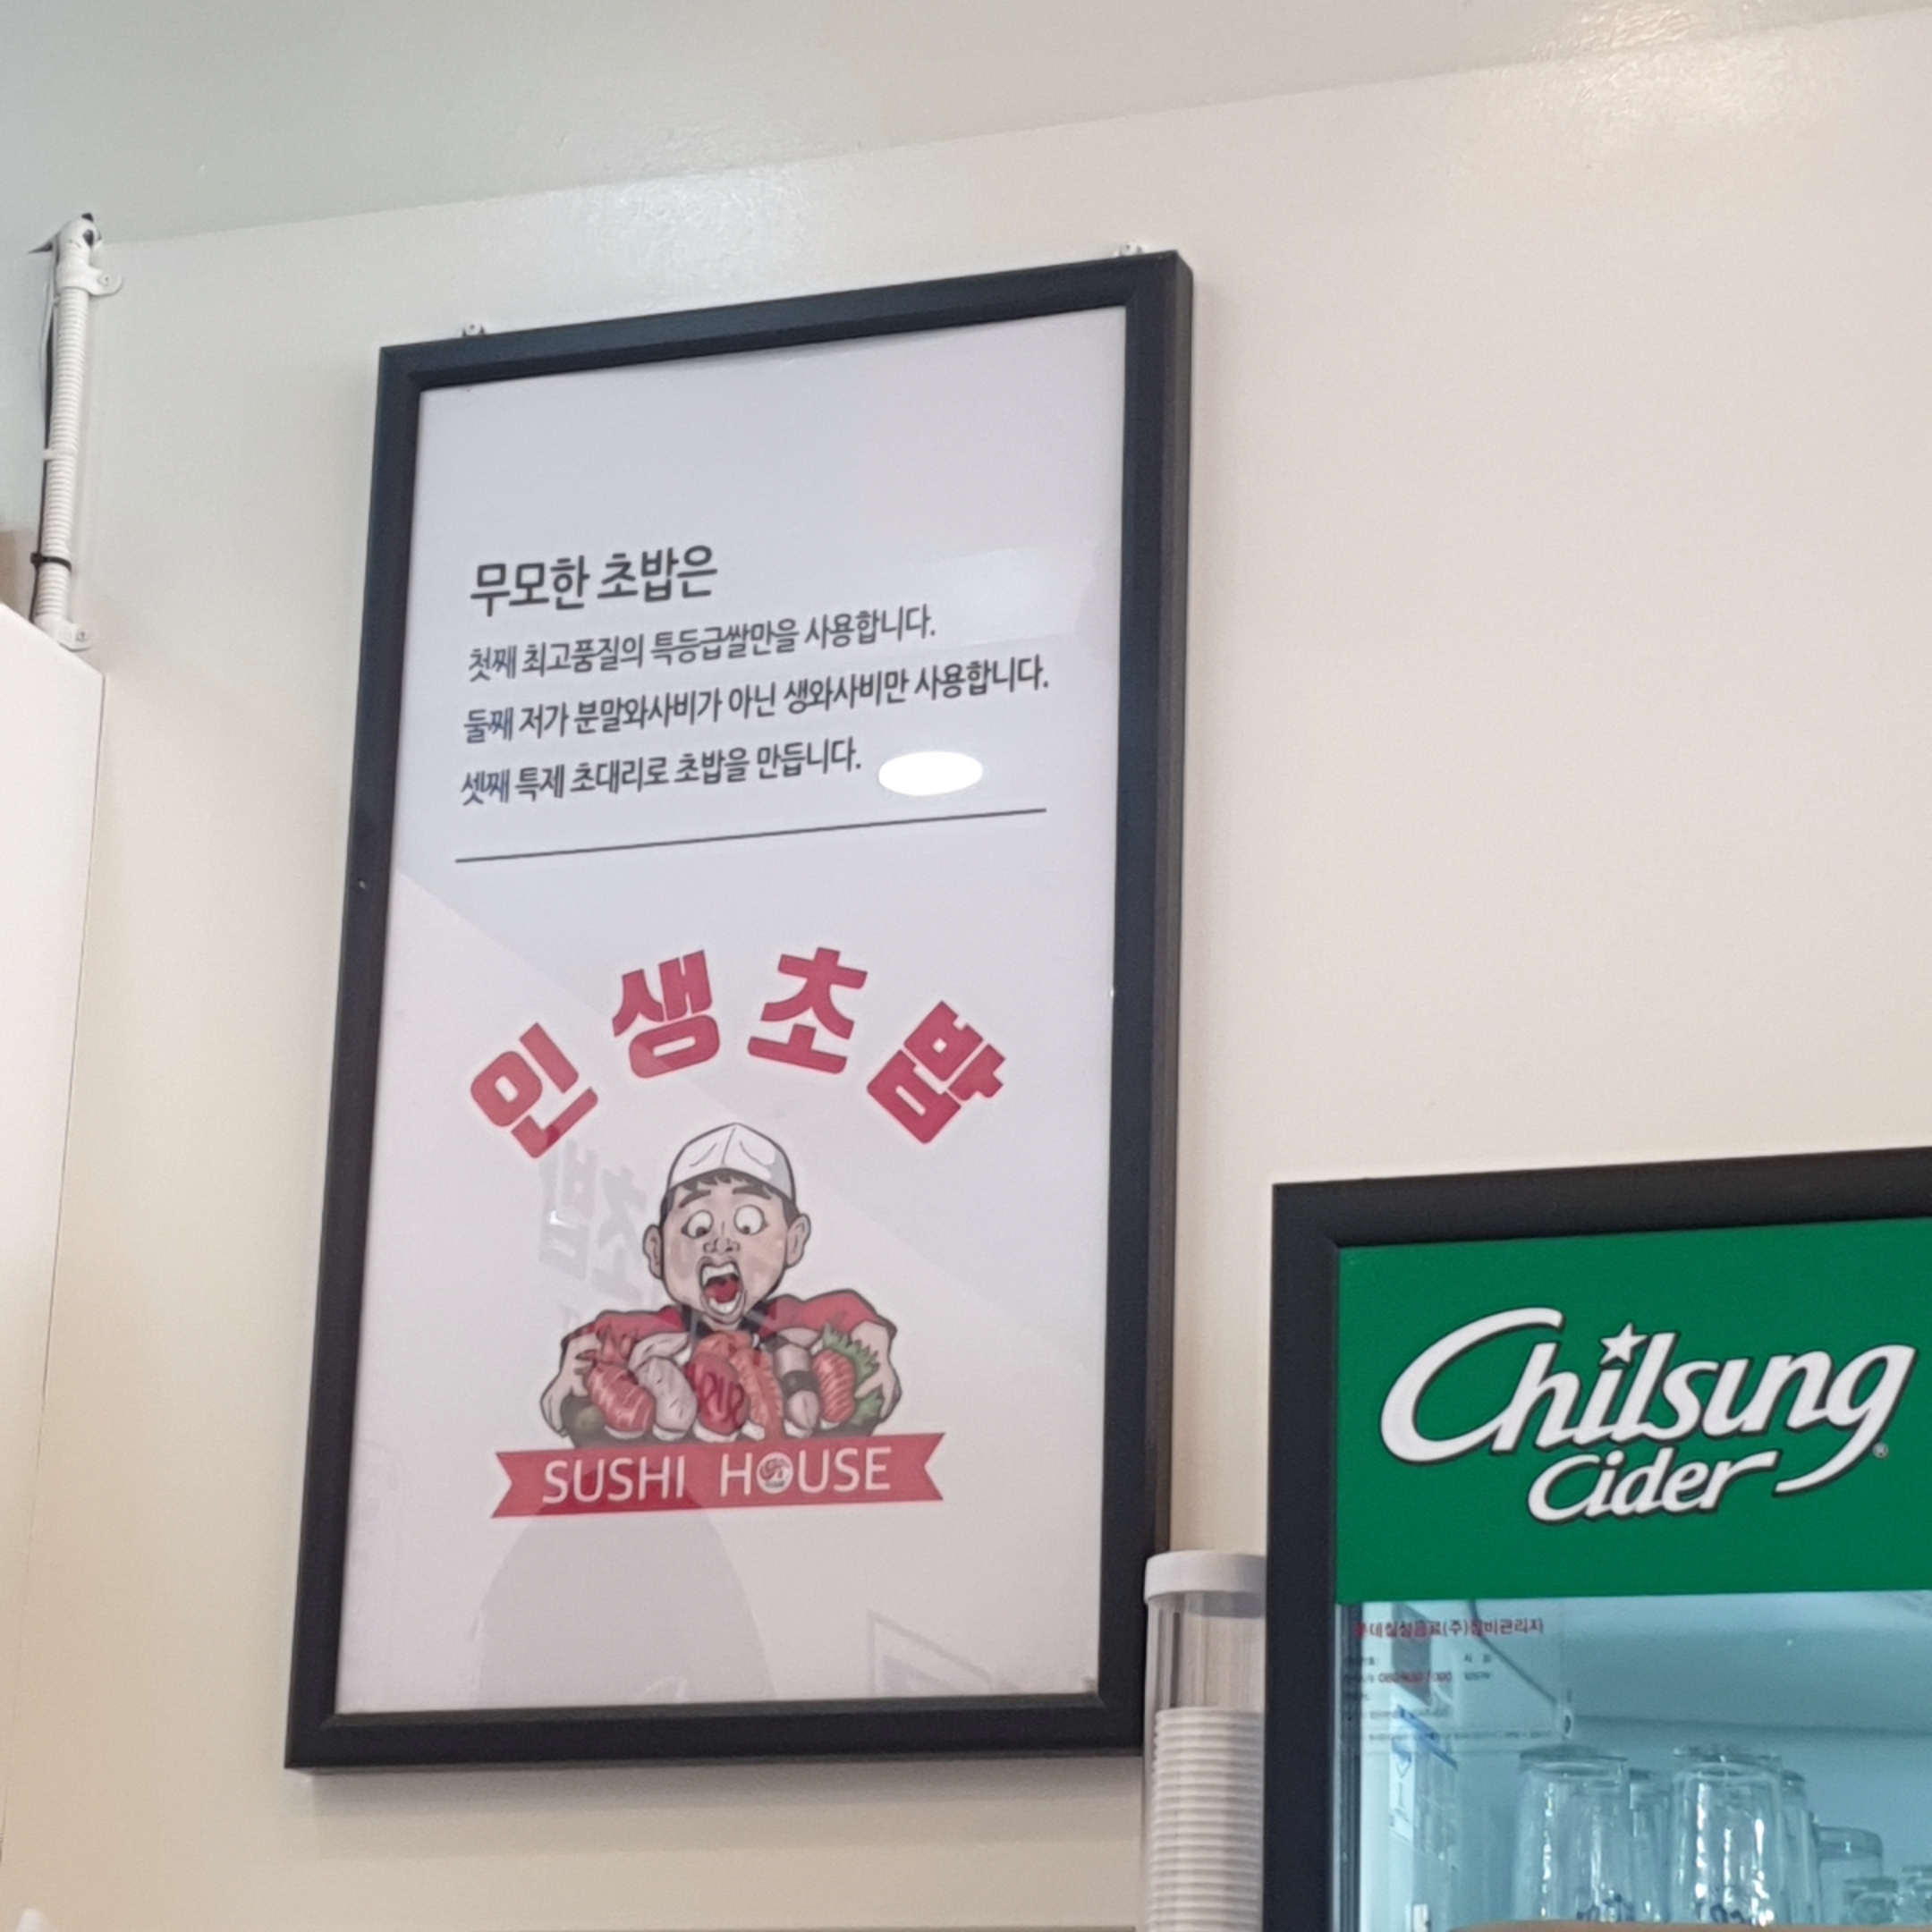 무모한 초밥은
첫째 최고품질의 특등급쌀만을 사용합니다.
둘째 저가 분말와사비가 아닌 생와사비만 사용합니다.
셋째 특제 초대리로 초밥을 만듭니다.
인생초밥
SUSHI HOUSE
Chilsung
Cider